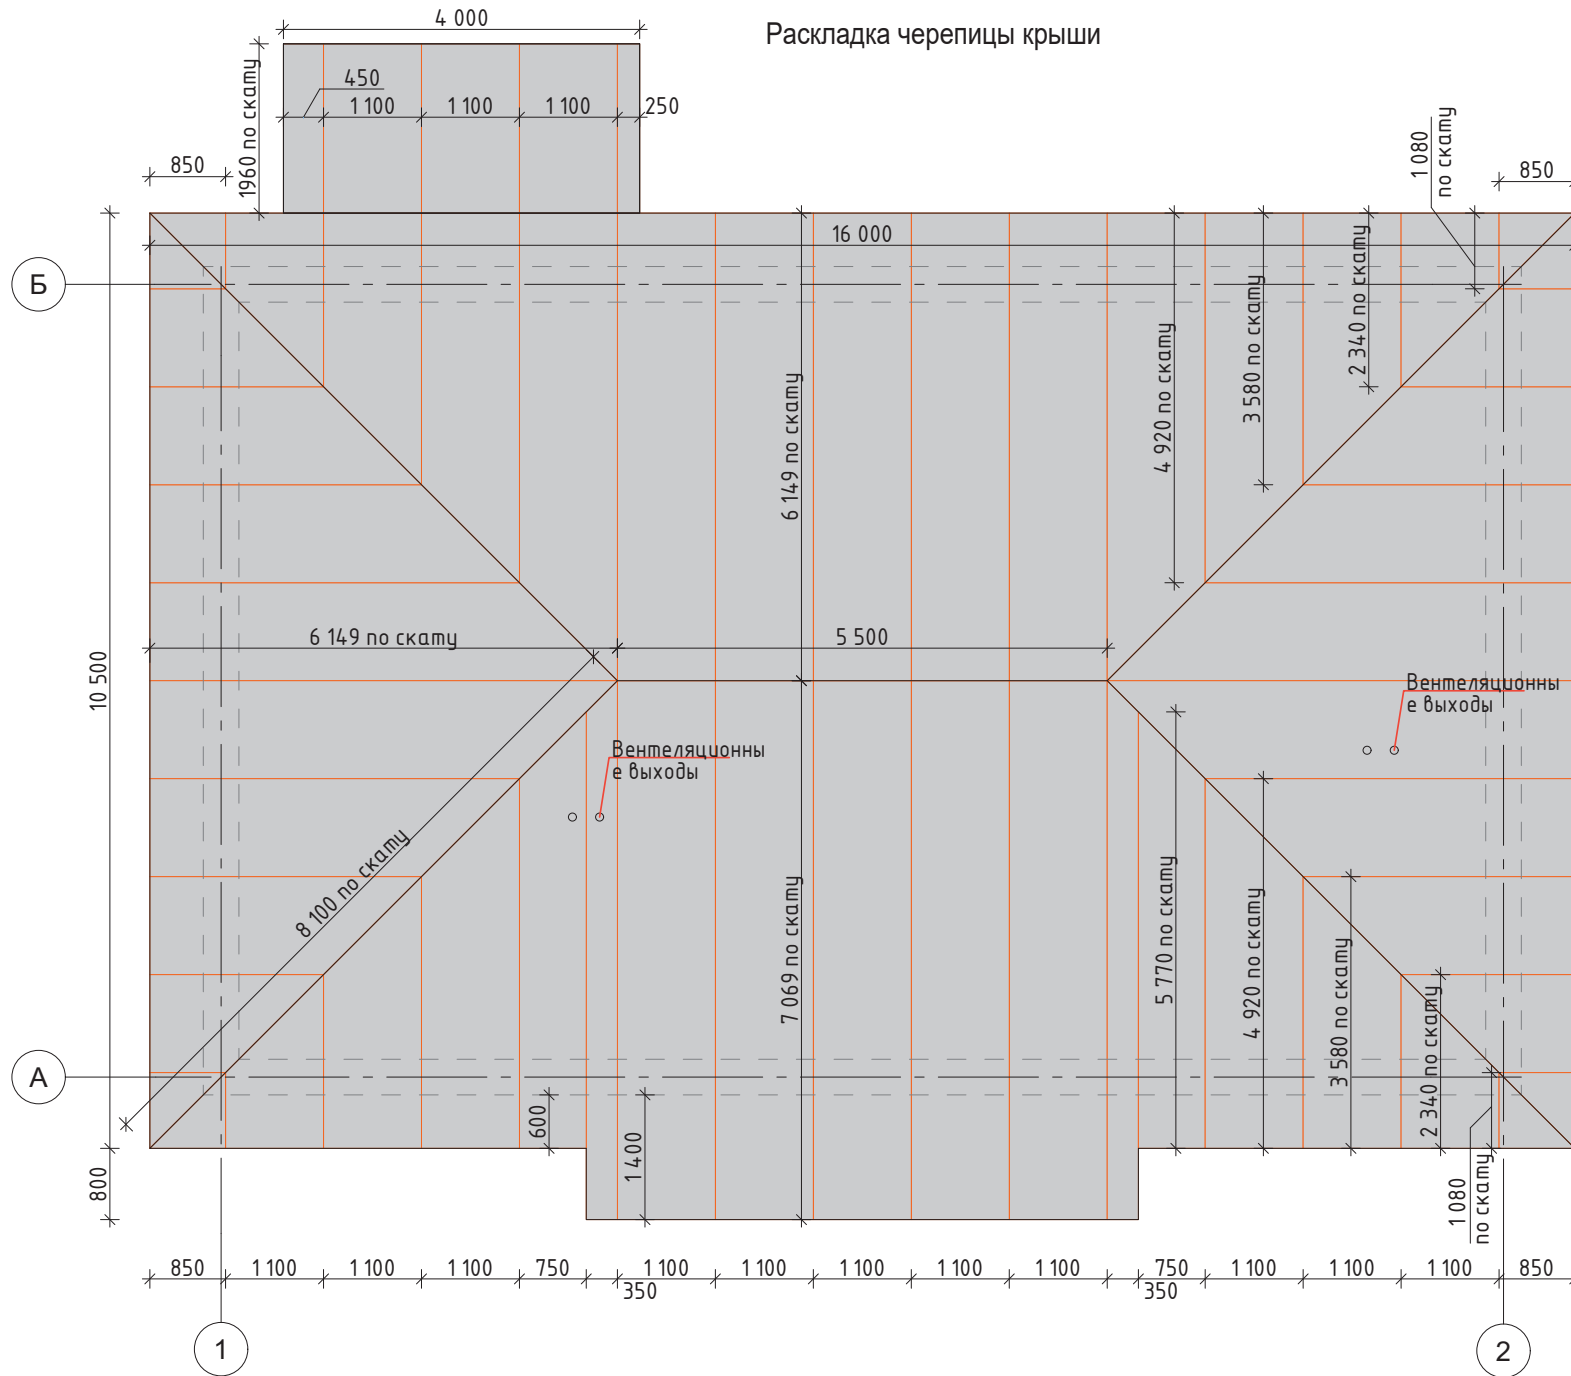 4 000
Раскладка черепицы крыши
1960 по скату
450
1 100
1 100
1 100
250
850
1 080
по скату
850
16 000
Б
10 500
6 149 по скату
4 920 по скату
3 580 по скату
2 340 по скату
6 149 по скату
5 500
Вентеляционны
е выходы
Вентеляционны
е выходы
8 100 по скату
7 069 по скату
5 770 по скату
4 920 по скату
3 580 по скату
2 340 по скату
А
600
1 400
800
1 080
по скату
850
1 100
1 100
1 100
750
350
1 100
1 100
1 100
1 100
1 100
750
350
1 100
1 100
1 100
850
1
2